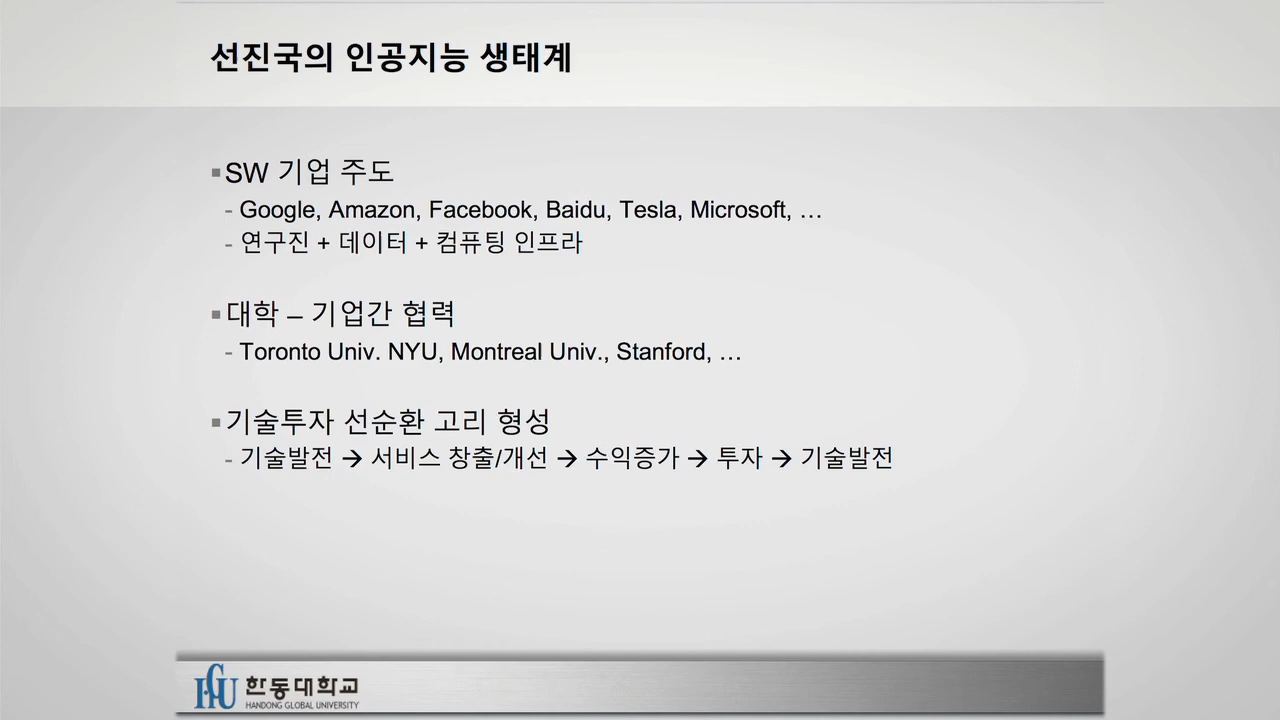 선진국의 인공지능 생태계
▪SW 기업 주도
- Google, Amazon, Facebook, Baidu, Tesla, Microsoft, …
- 연구진 + 데이터 + 컴퓨팅 인프라
▪대학 – 기업간 협력
- Toronto Univ. NYU, Montreal Univ., Stanford, …
▪기술투자 선순환 고리 형성
- 기술발전 → 서비스 창출/개선 → 수익증가 → 투자 → 기술발전
HGU 한동대학교
HANDONG GLOBAL UNIVERSITY